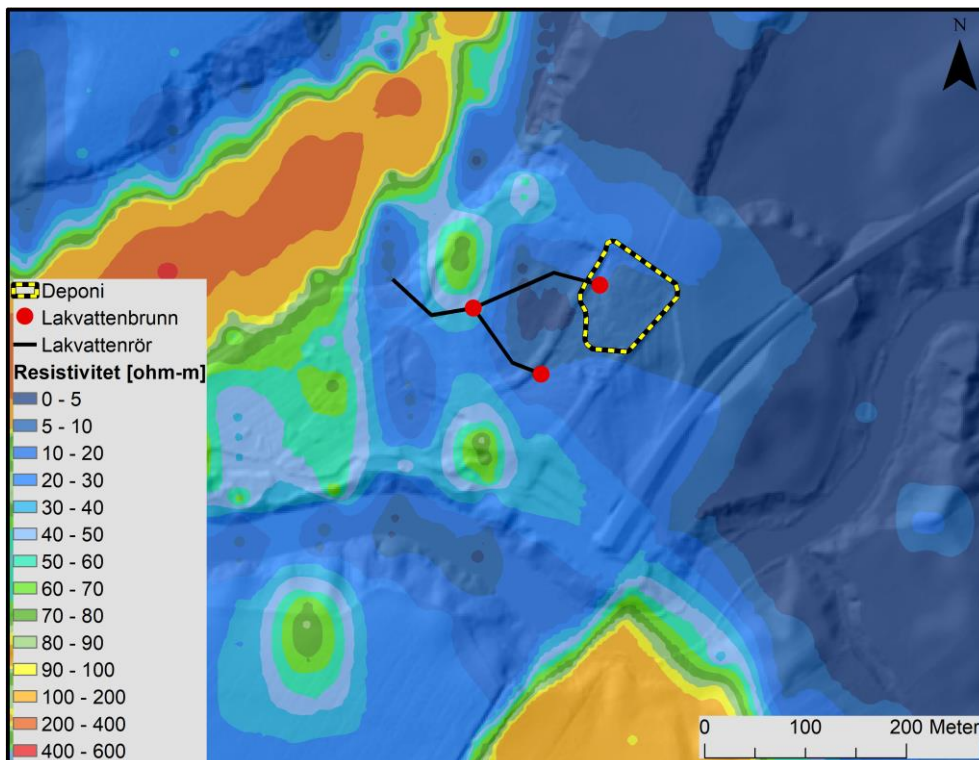 N
Deponi
Lakvattenbrunn
Lakvattenrör
Resistivitet [ohm-m]
0 - 5
5 - 10
10 - 20
20 - 30
30 - 40
40 - 50
50 - 60
60 - 70
70 - 80
80 - 90
90 - 100
100 - 200
200 - 400
400 - 600
0 100 200 Meter